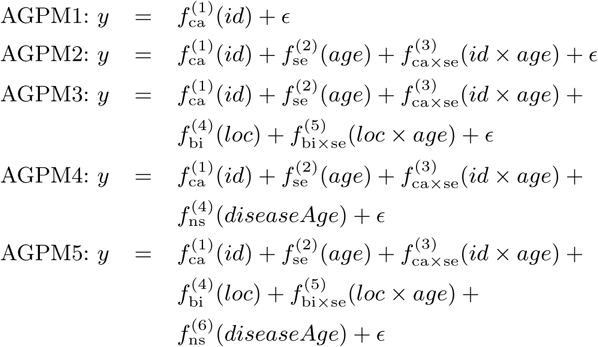 AGPM1: y = f_ca^(1)(id) + ϵ
AGPM2: y = f_ca^(1)(id) + f_se^(2)(age) + f_ca×se^(3)(id × age) + ϵ
AGPM3: y = f_ca^(1)(id) + f_se^(2)(age) + f_ca×se^(3)(id × age) +
f_bi^(4)(loc) + f_bi×se^(5)(loc × age) + ϵ
AGPM4: y = f_ca^(1)(id) + f_se^(2)(age) + f_ca×se^(3)(id × age) +
f_ns^(4)(diseaseAge) + ϵ
AGPM5: y = f_ca^(1)(id) + f_se^(2)(age) + f_ca×se^(3)(id × age) +
f_bi^(4)(loc) + f_bi×se^(5)(loc × age) +
f_ns^(6)(diseaseAge) + ϵ